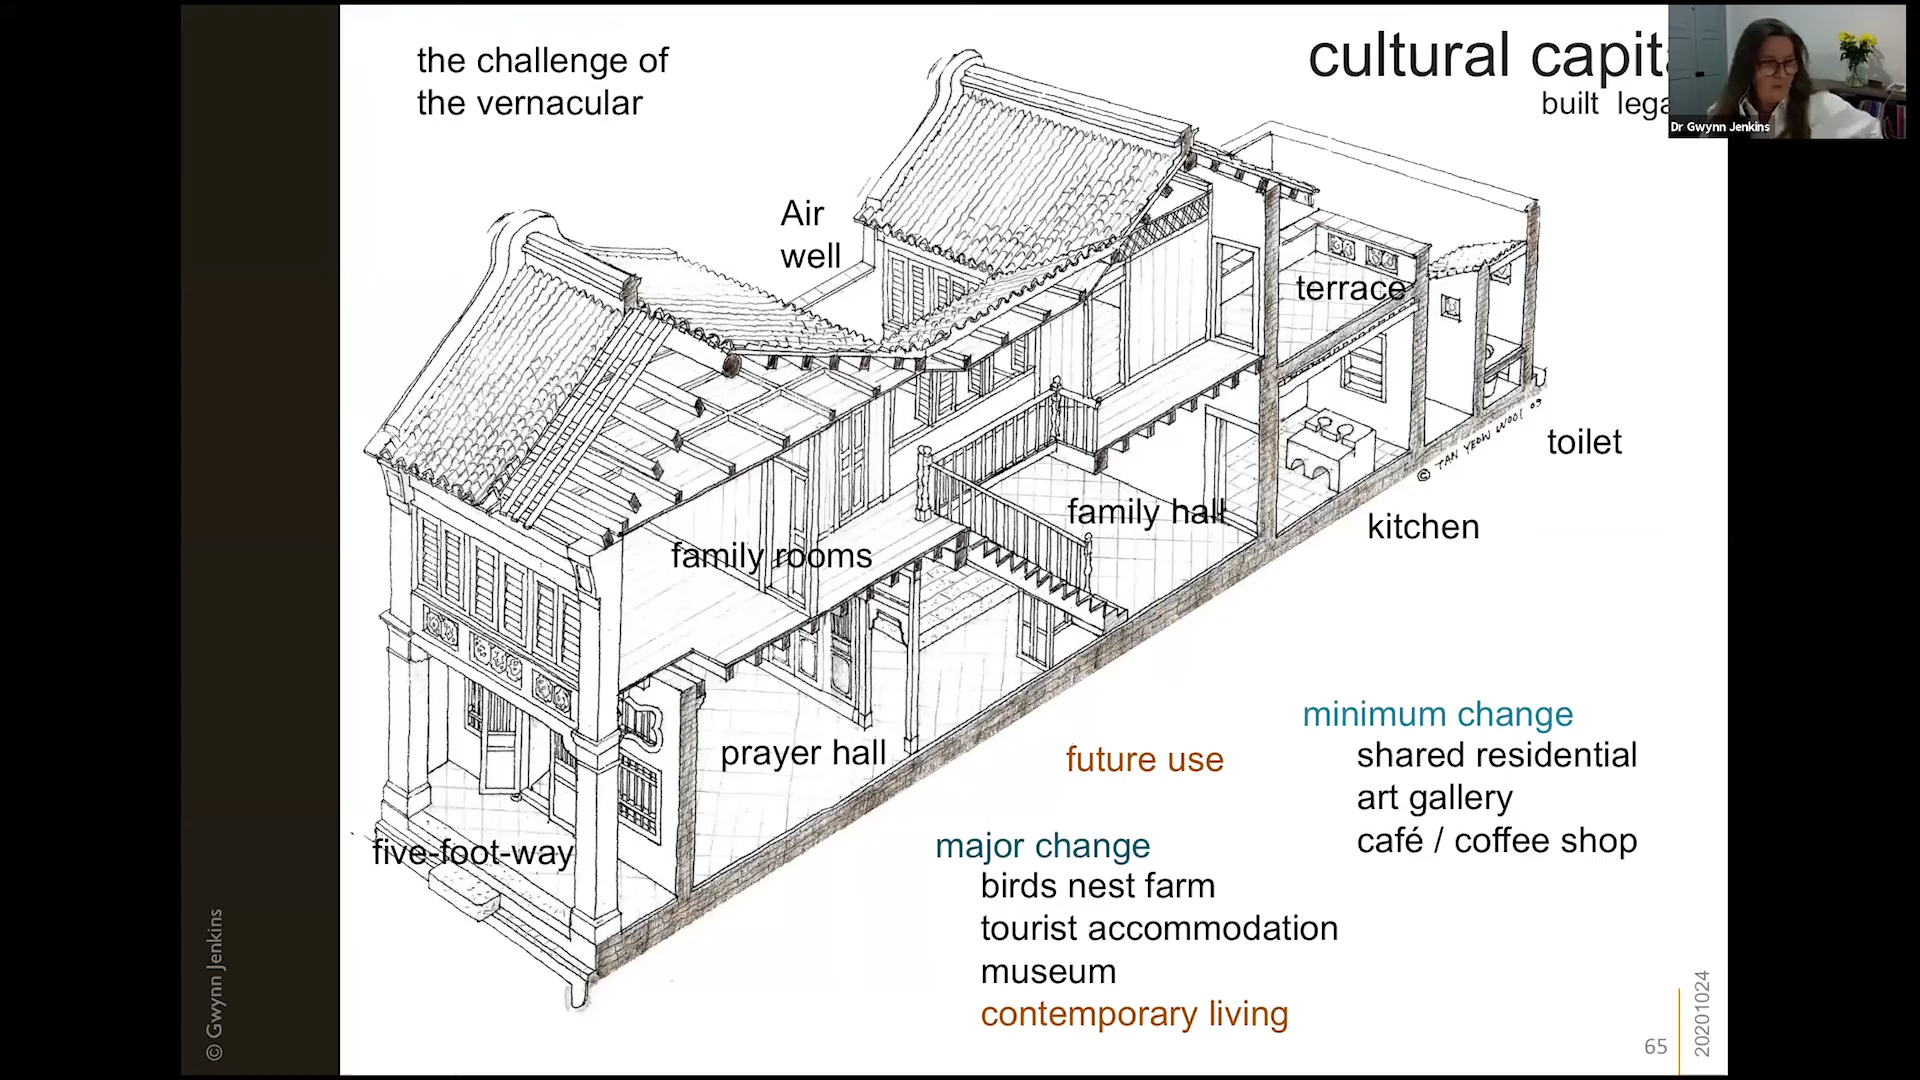 the challenge of
the vernacular
cultural capita
built lega
Dr Gwynn Jenkins
Air
well
terrace
toilet
© TAN YEOW WOOI 03
family hall
kitchen
family rooms
prayer hall
five-foot-way
future use
minimum change
shared residential
art gallery
café / coffee shop
major change
birds nest farm
tourist accommodation
museum
contemporary living
© Gwynn Jenkins
65
20201024